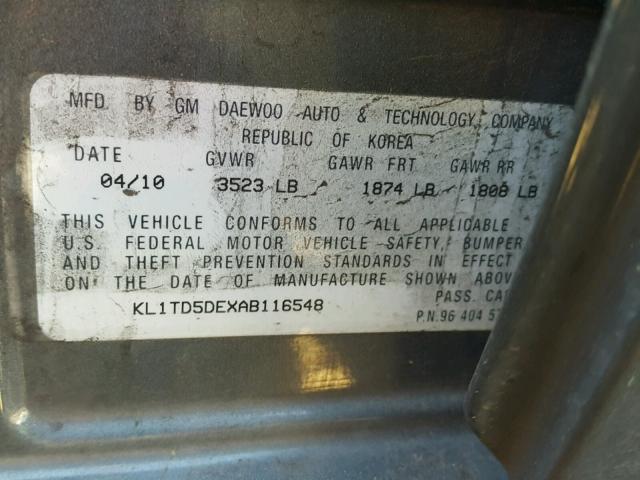 MFD. BY GM DAEWOO AUTO & TECHNOLOGY COMPANY
REPUBLIC OF KOREA
DATE GVWR GAWR FRT GAWR RR
04/10 3523 LB 1874 LB 1808 LB
THIS VEHICLE CONFORMS TO ALL APPLICABLE
U.S. FEDERAL MOTOR VEHICLE SAFETY, BUMPER
AND THEFT PREVENTION STANDARDS IN EFFECT
ON THE DATE OF MANUFACTURE SHOWN
PASS.
KL1TD5DEXAB116548
P.N. 96 404